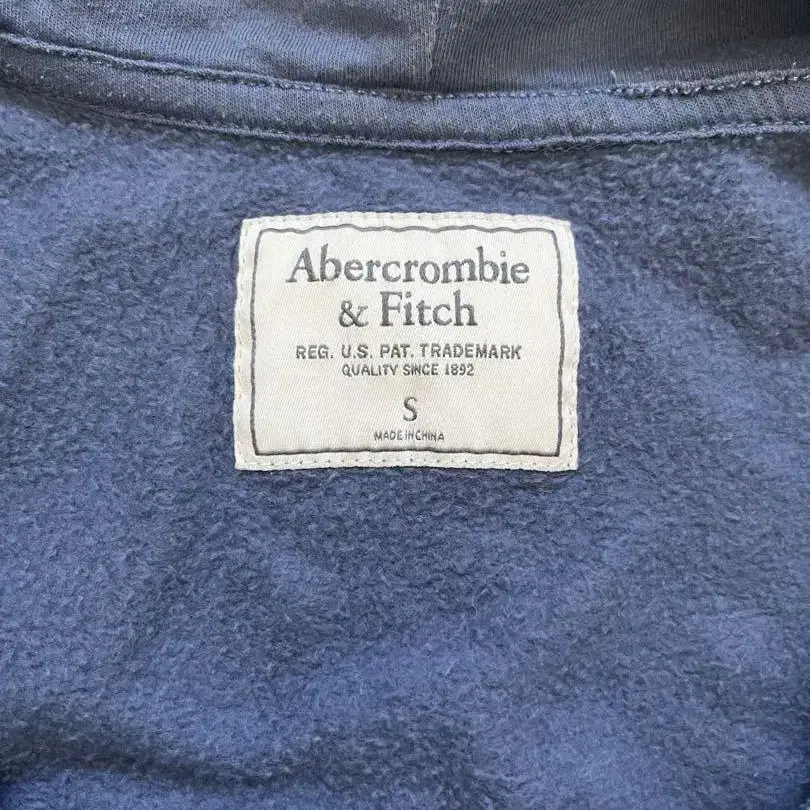 Abercrombie
& Fitch
REG. U.S. PAT. TRADEMARK
QUALITY SINCE 1892
S
MADE IN CHINA